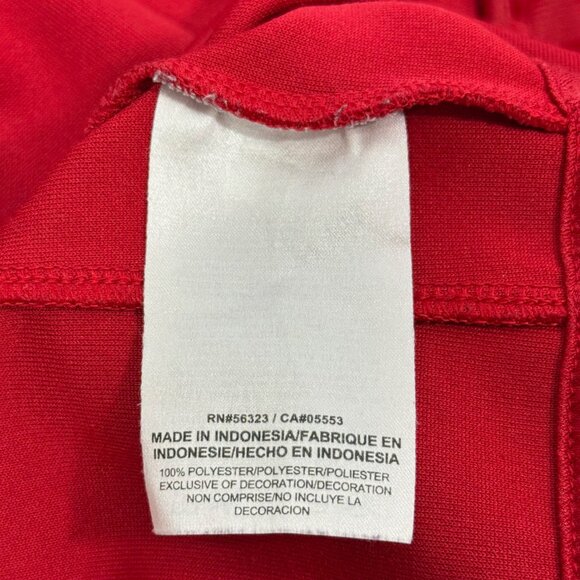 RN#56323 / CA#05553
MADE IN INDONESIA/FABRIQUE EN
INDONESIE/HECHO EN INDONESIA
100% POLYESTER/POLYESTER/POLIESTER
EXCLUSIVE OF DECORATION/DECORATION
NON COMPRISE/NO INCLUYE LA
DECORACION